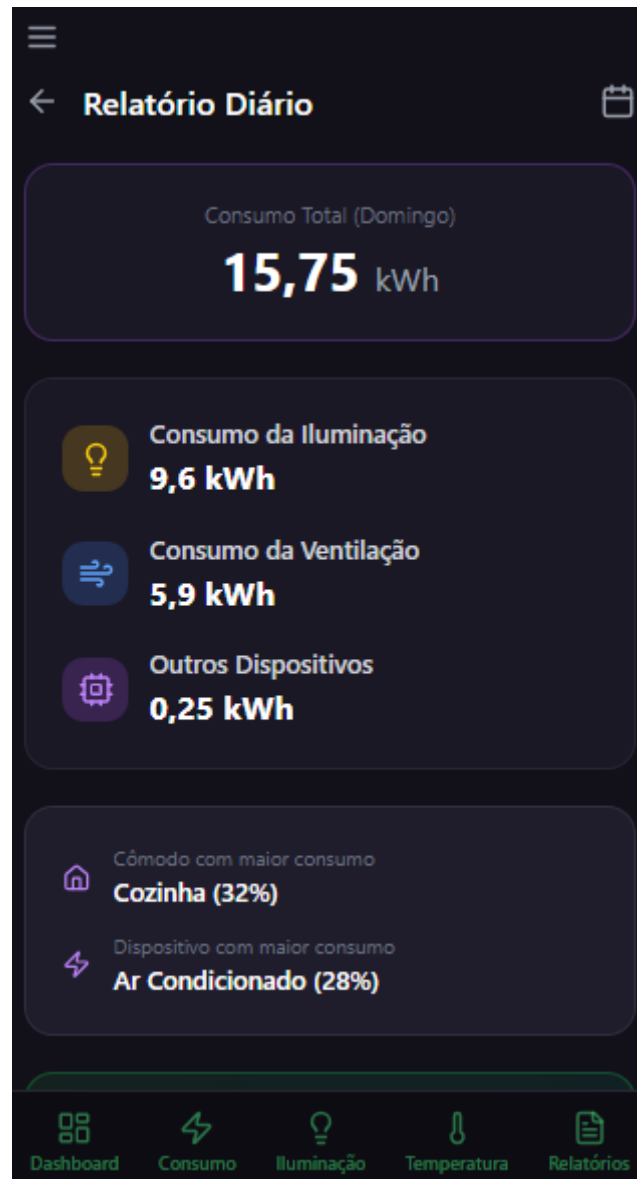 Relatório Diário
Consumo Total (Domingo)
15,75 kWh
Consumo da Iluminação
9,6 kWh
Consumo da Ventilação
5,9 kWh
Outros Dispositivos
0,25 kWh
Cômodo com maior consumo
Cozinha (32%)
Dispositivo com maior consumo
Ar Condicionado (28%)
Dashboard Consumo Iluminação Temperatura Relatórios